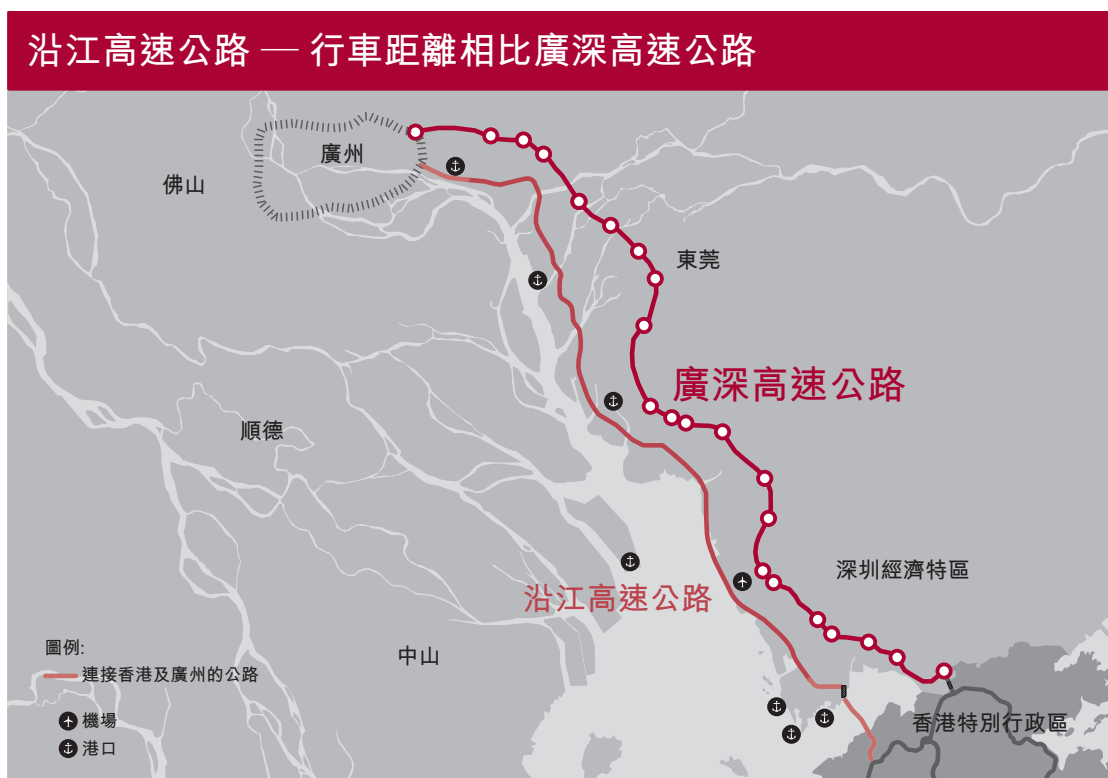 沿江高速公路 — 行車距離相比廣深高速公路
廣州
佛山
東莞
廣深高速公路
順德
深圳經濟特區
沿江高速公路
中山
圖例:
連接香港及廣州的公路
機場
港口
香港特別行政區